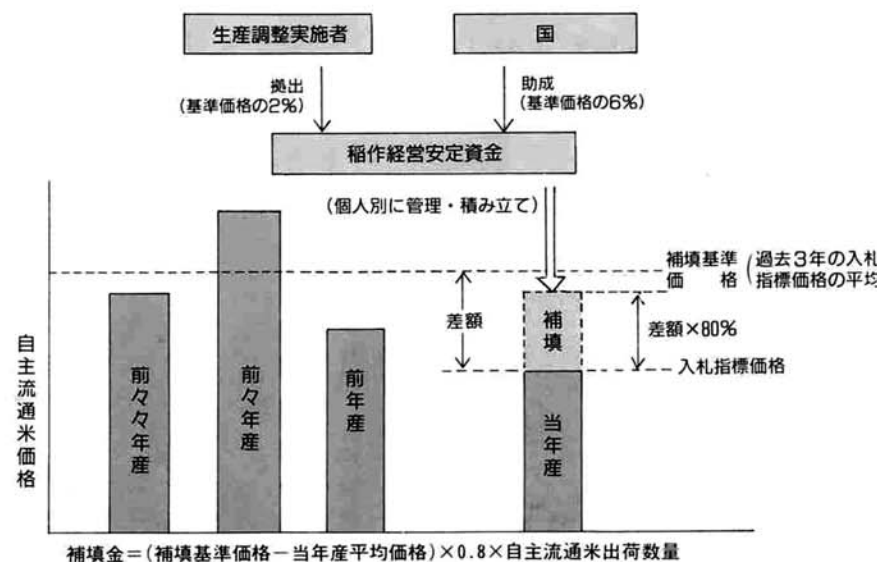 生産調整実施者
国
拠出
(基準価格の2%)
助成
(基準価格の6%)
稲作経営安定資金
(個人別に管理・積み立て)
補填基準
価 格
(過去3年の入札
指標価格の平均
差額
補填
差額×80%
入札指標価格
自主流通米価格
前々々年産
前々年産
前年産
当年産
補填金=(補填基準価格−当年産平均価格)×0.8×自主流通米出荷数量